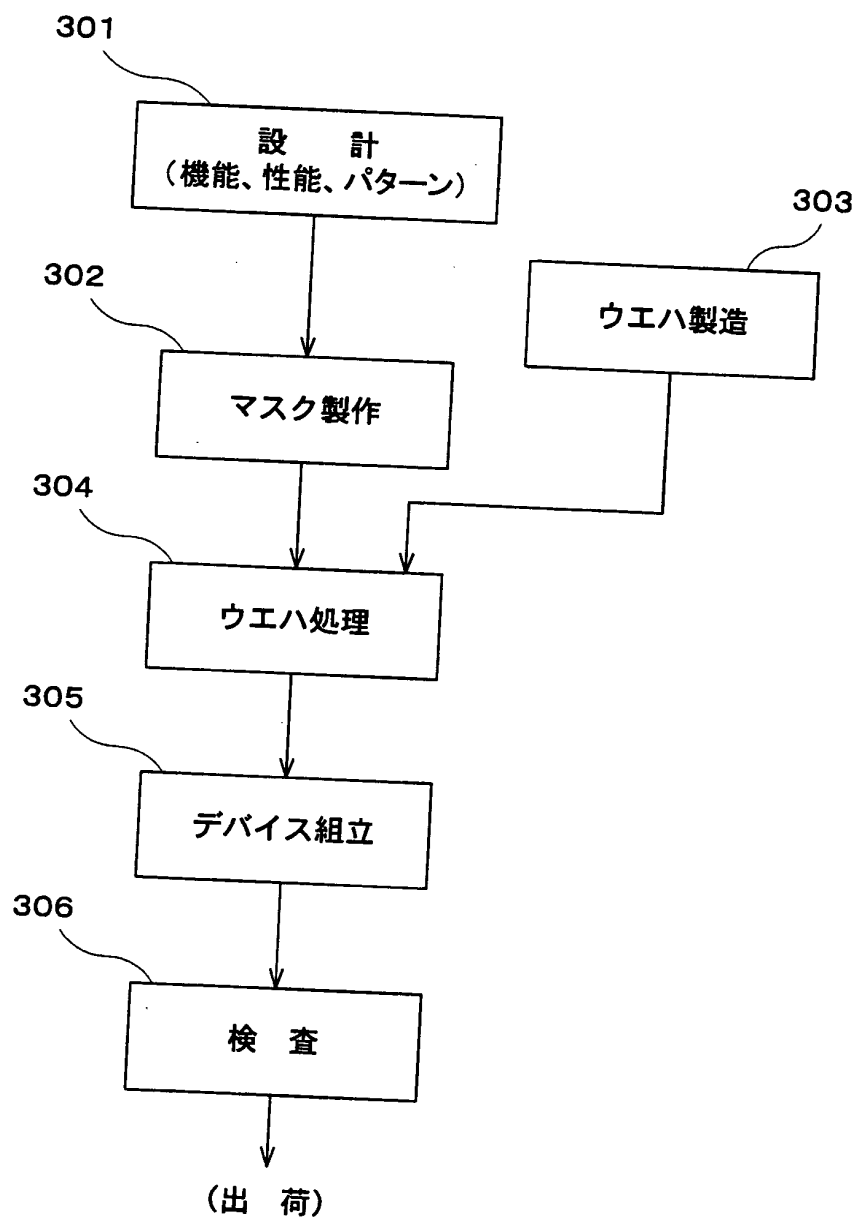 301
設　計
（機能、性能、パターン）
303
ウエハ製造
302
マスク製作
304
ウエハ処理
305
デバイス組立
306
検　査
（出　荷）